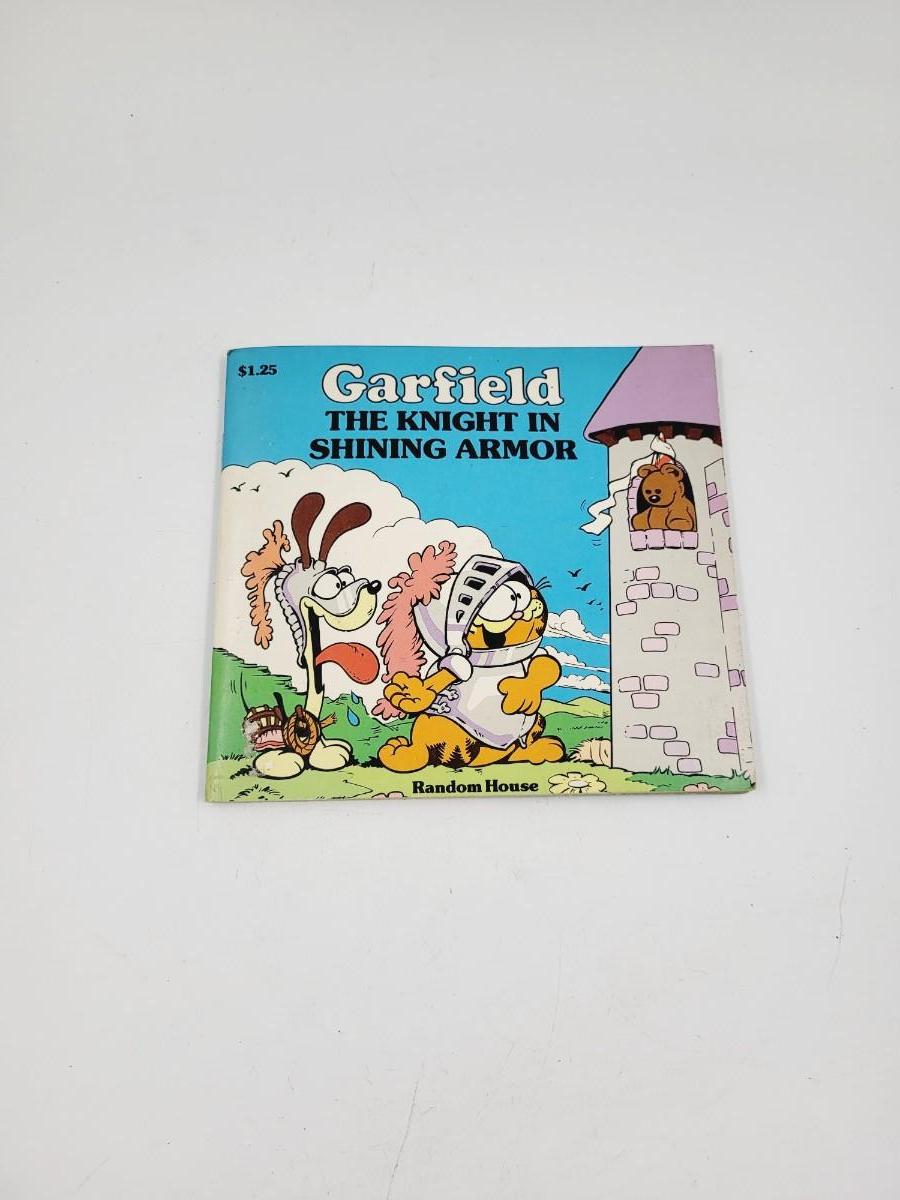 $1.25
Garfield
THE KNIGHT IN
SHINING ARMOR
Random House